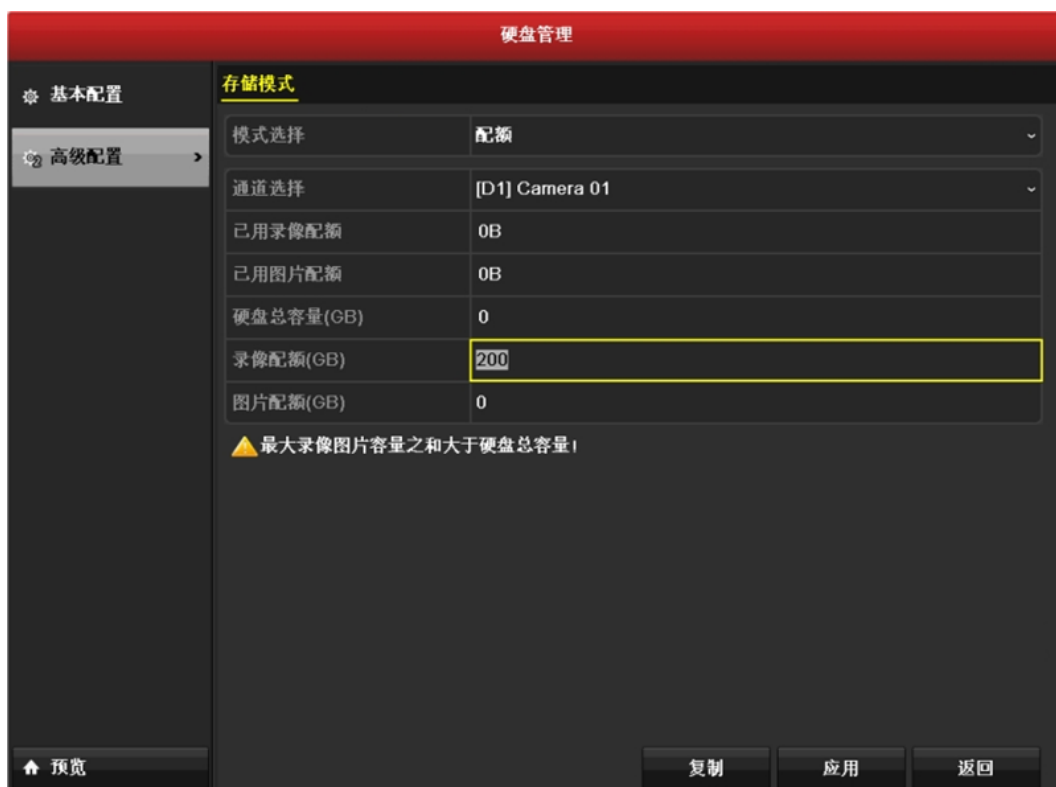 硬盘管理
基本配置
高级配置
存储模式
模式选择 配额
通道选择 [D1] Camera 01
已用录像配额 0B
已用图片配额 0B
硬盘总容量(GB) 0
录像配额(GB) 200
图片配额(GB) 0
最大录像图片容量之和大于硬盘总容量!
预览 复制 应用 返回